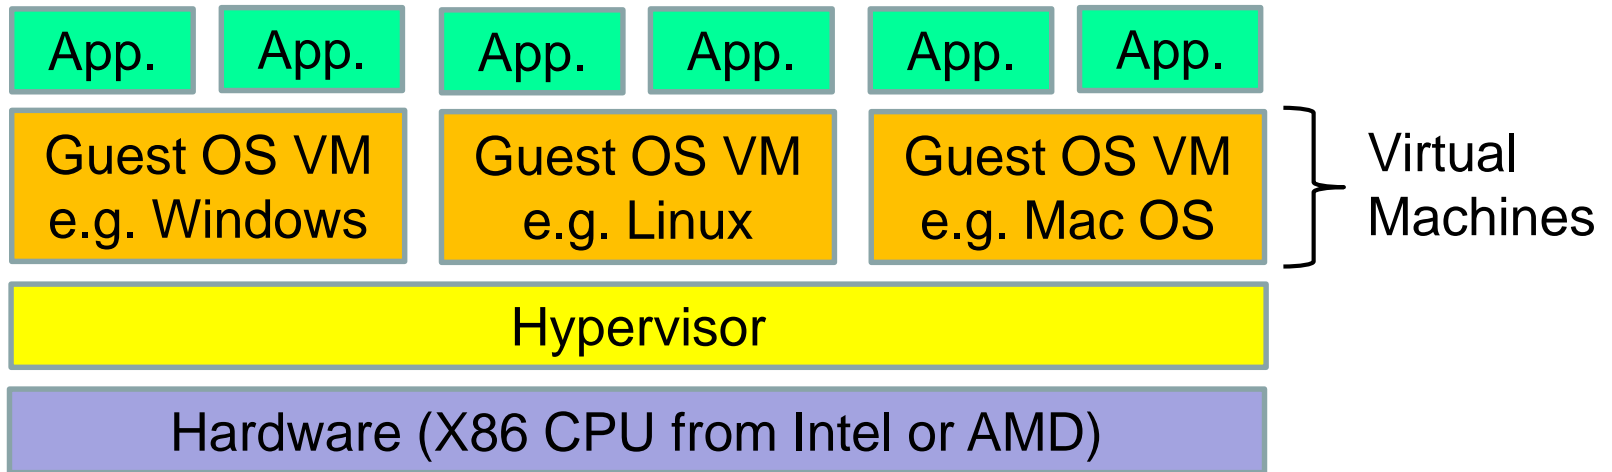 App.
App.
App.
App.
App.
App.
Guest OS VM
e.g. Windows
Guest OS VM
e.g. Linux
Guest OS VM
e.g. Mac OS
Virtual
Machines
Hypervisor
Hardware (X86 CPU from Intel or AMD)